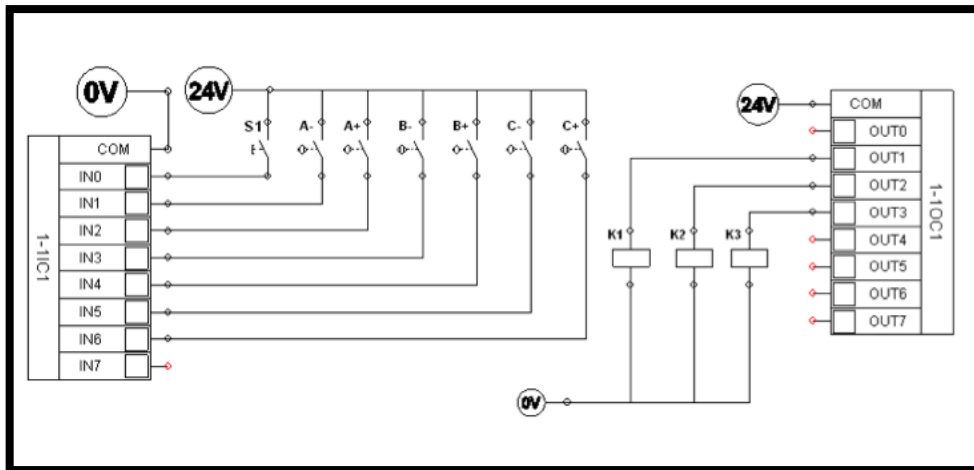 0V
24V
S1 A- A+ B- B+ C- C+
COM
IN0
IN1
IN2
IN3
IN4
IN5
IN6
IN7
1-1IC1
24V
COM
OUT0
OUT1
OUT2
OUT3
OUT4
OUT5
OUT6
OUT7
1-1OC1
K1 K2 K3
0V